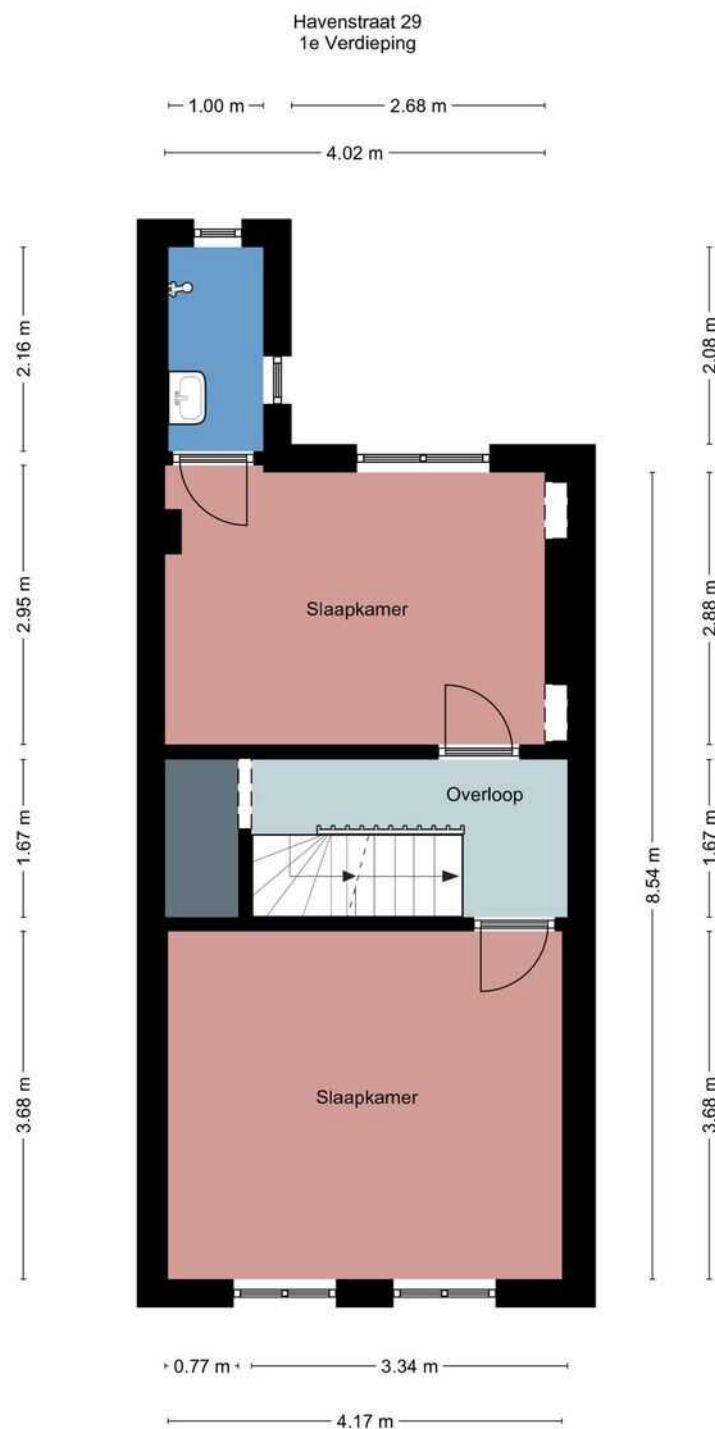 Havenstraat 29
1e Verdieping
1.00 m
2.68 m
4.02 m
2.16 m
2.08 m
2.95 m
Slaapkamer
2.88 m
1.67 m
Overloop
1.67 m
8.54 m
3.68 m
Slaapkamer
3.68 m
0.77 m
3.34 m
4.17 m